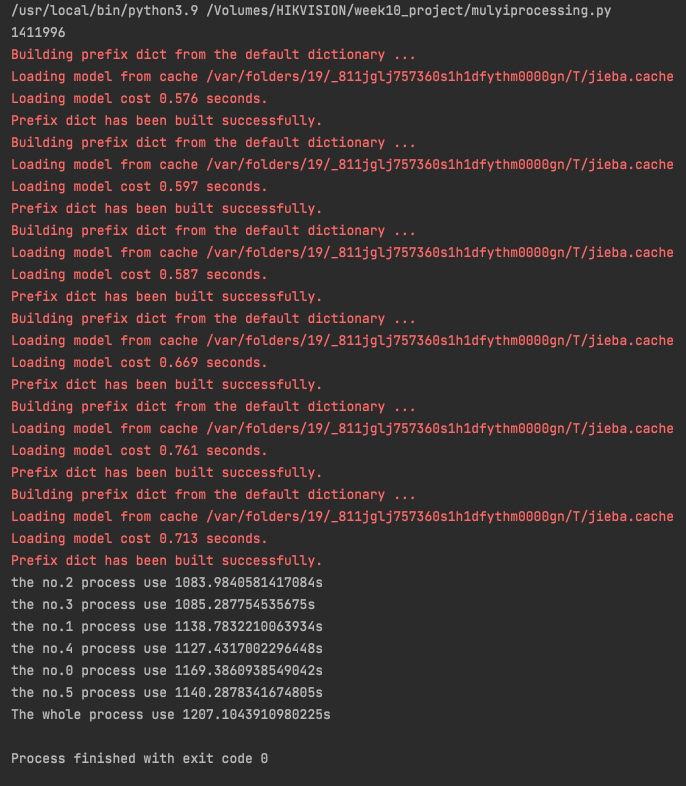 /usr/local/bin/python3.9 /Volumes/HIKVISION/week10_project/mulyiprocessing.py
1411996
Building prefix dict from the default dictionary ...
Loading model from cache /var/folders/19/_811jglj757360s1h1dfythm0000gn/T/jieba.cache
Loading model cost 0.576 seconds.
Prefix dict has been built successfully.
Building prefix dict from the default dictionary ...
Loading model from cache /var/folders/19/_811jglj757360s1h1dfythm0000gn/T/jieba.cache
Loading model cost 0.597 seconds.
Prefix dict has been built successfully.
Building prefix dict from the default dictionary ...
Loading model from cache /var/folders/19/_811jglj757360s1h1dfythm0000gn/T/jieba.cache
Loading model cost 0.587 seconds.
Prefix dict has been built successfully.
Building prefix dict from the default dictionary ...
Loading model from cache /var/folders/19/_811jglj757360s1h1dfythm0000gn/T/jieba.cache
Loading model cost 0.669 seconds.
Prefix dict has been built successfully.
Building prefix dict from the default dictionary ...
Loading model from cache /var/folders/19/_811jglj757360s1h1dfythm0000gn/T/jieba.cache
Loading model cost 0.761 seconds.
Prefix dict has been built successfully.
Building prefix dict from the default dictionary ...
Loading model from cache /var/folders/19/_811jglj757360s1h1dfythm0000gn/T/jieba.cache
Loading model cost 0.713 seconds.
Prefix dict has been built successfully.
the no.2 process use 1083.9840581417084s
the no.3 process use 1085.287754535675s
the no.1 process use 1138.7832210063934s
the no.4 process use 1127.4317002296448s
the no.0 process use 1169.3860938549042s
the no.5 process use 1140.2878341674805s
The whole process use 1207.1043910980225s
Process finished with exit code 0